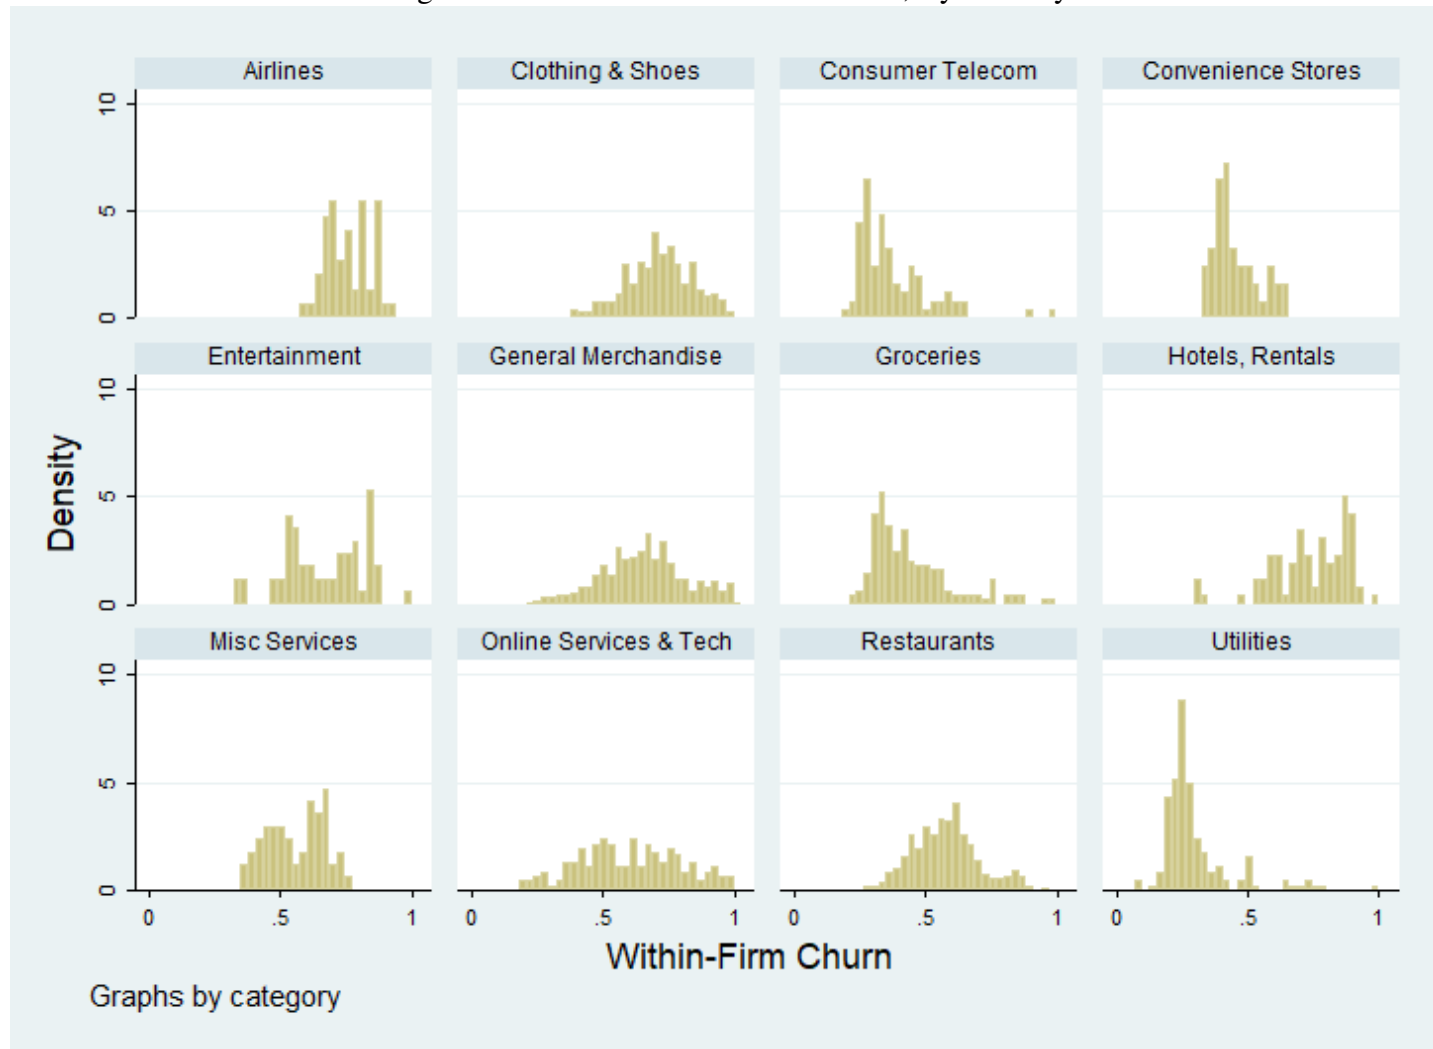 Airlines Clothing & Shoes Consumer Telecom Convenience Stores
10
5
0
Entertainment General Merchandise Groceries Hotels, Rentals
10
5
0
Density
Misc Services Online Services & Tech Restaurants Utilities
10
5
0
0 .5 1 0 .5 1 0 .5 1 0 .5 1
Within-Firm Churn
Graphs by category